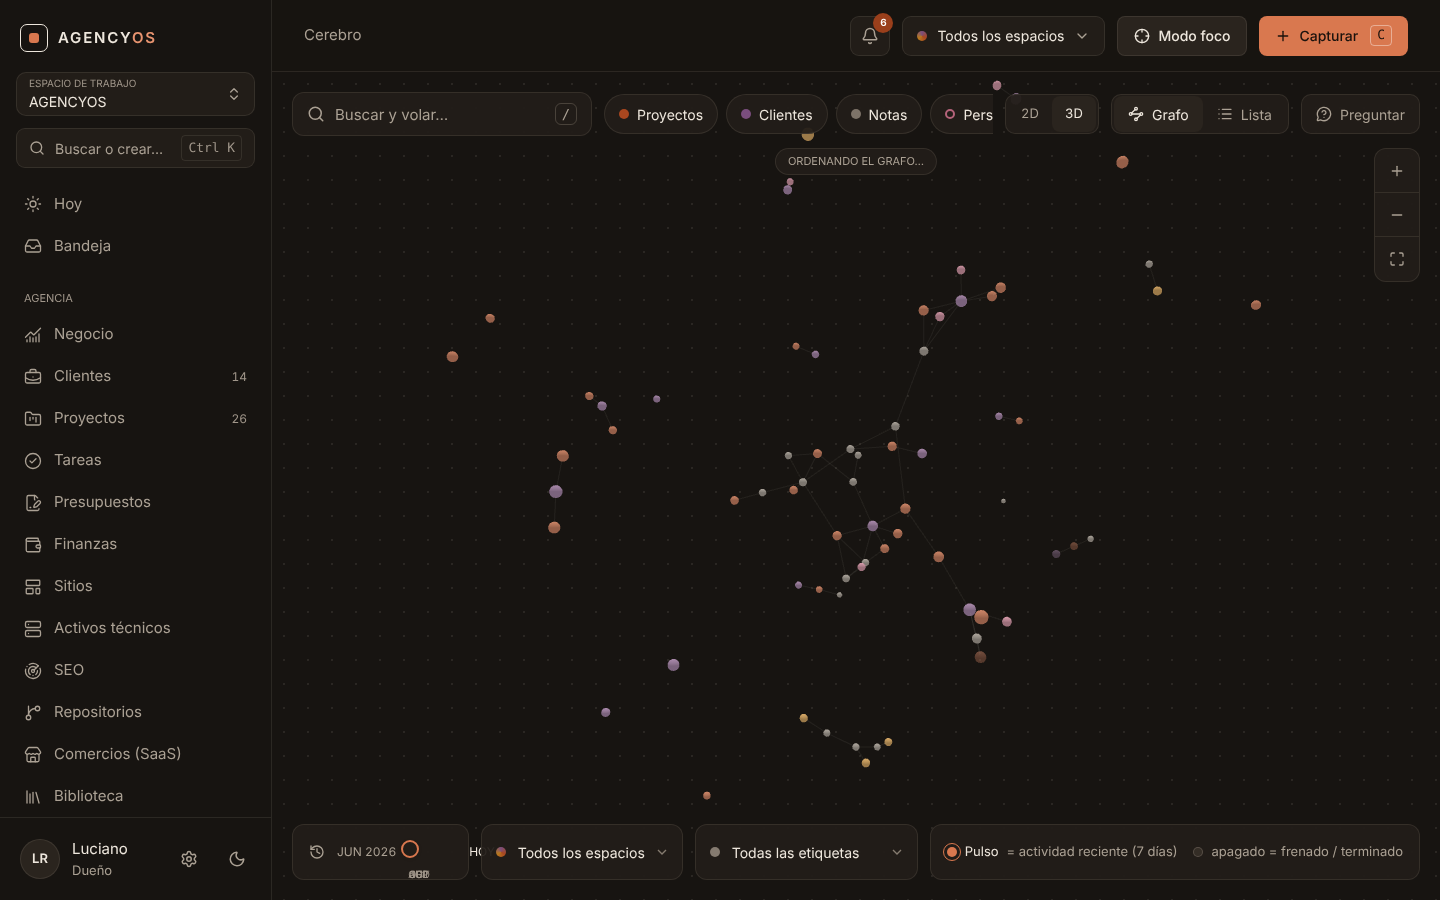 AGENCYOS
ESPACIO DE TRABAJO
AGENCYOS
Buscar o crear... Ctrl K
Hoy
Bandeja
AGENCIA
Negocio
Clientes 14
Proyectos 26
Tareas
Presupuestos
Finanzas
Sitios
Activos técnicos
SEO
Repositorios
Comercios (SaaS)
Biblioteca
LR
Luciano
Dueño
Cerebro
6
Todos los espacios
Modo foco
Capturar C
Buscar y volar... /
Proyectos
Clientes
Notas
Pers
2D 3D
Grafo
Lista
Preguntar
ORDENANDO EL GRAFO...
JUN 2026
Todos los espacios
Todas las etiquetas
Pulso = actividad reciente (7 días)
apagado = frenado / terminado